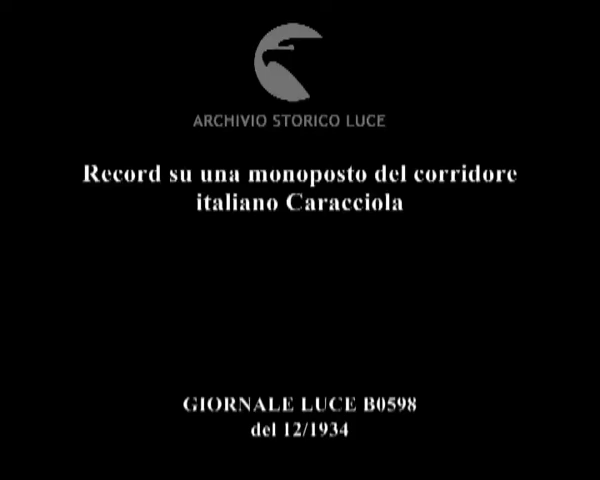 ARCHIVIO STORICO LUCE
Record su una monoposto del corridore
italiano Caracciola
GIORNALE LUCE B0598
del 12/1934